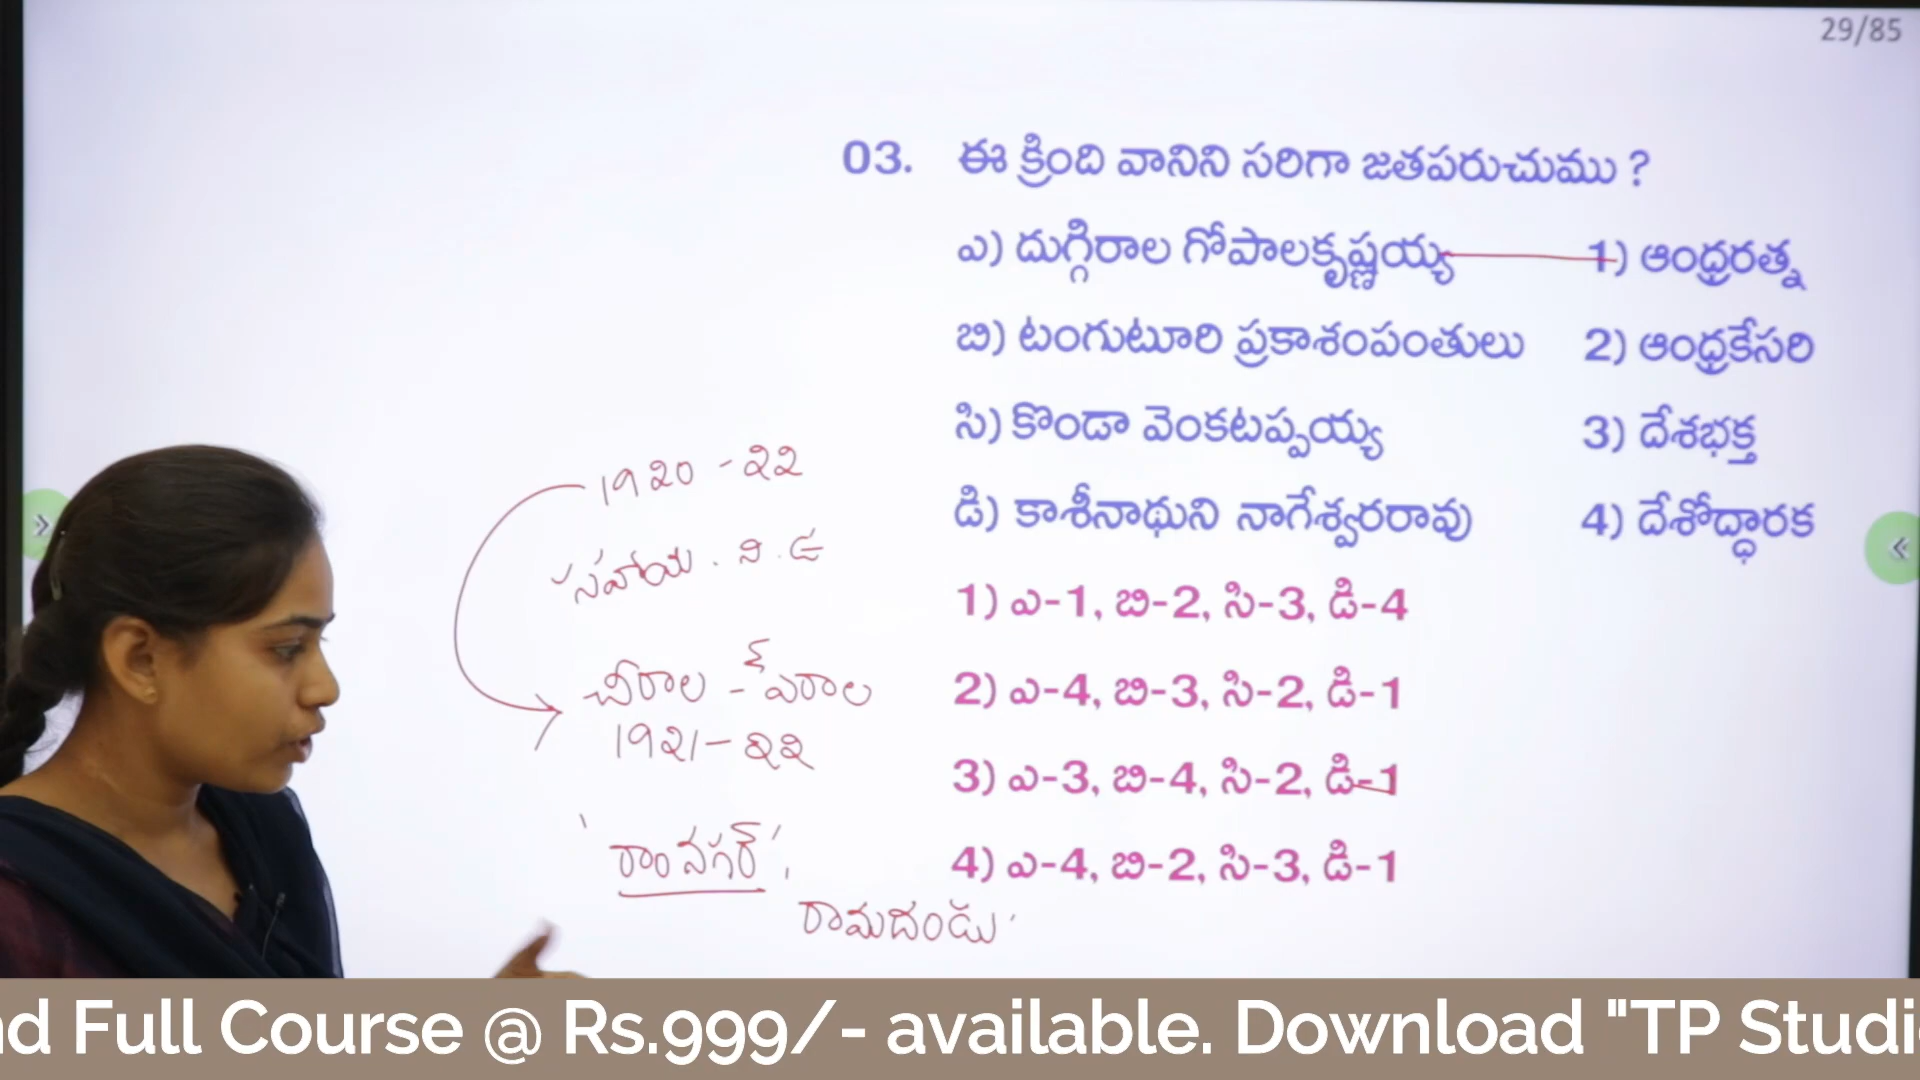 29/85
03. ఈ క్రింది వానిని సరిగా జతపరుచుము ?
ఎ) దుగ్గిరాల గోపాలకృష్ణయ్య 1) ఆంధ్రరత్న
బి) టంగుటూరి ప్రకాశంపంతులు 2) ఆంధ్రకేసరి
సి) కొండా వెంకటప్పయ్య 3) దేశభక్త
డి) కాశీనాథుని నాగేశ్వరరావు 4) దేశోద్ధారక
1) ఎ-1, బి-2, సి-3, డి-4
2) ఎ-4, బి-3, సి-2, డి-1
3) ఎ-3, బి-4, సి-2, డి-1
4) ఎ-4, బి-2, సి-3, డి-1
1920 - 22
సహాయ . ని . ఉ
చీరాల - పేరాల
1921 - 22
'రాంనగర్',
రామదండు'
nd Full Course @ Rs.999/- available. Download "TP Studi